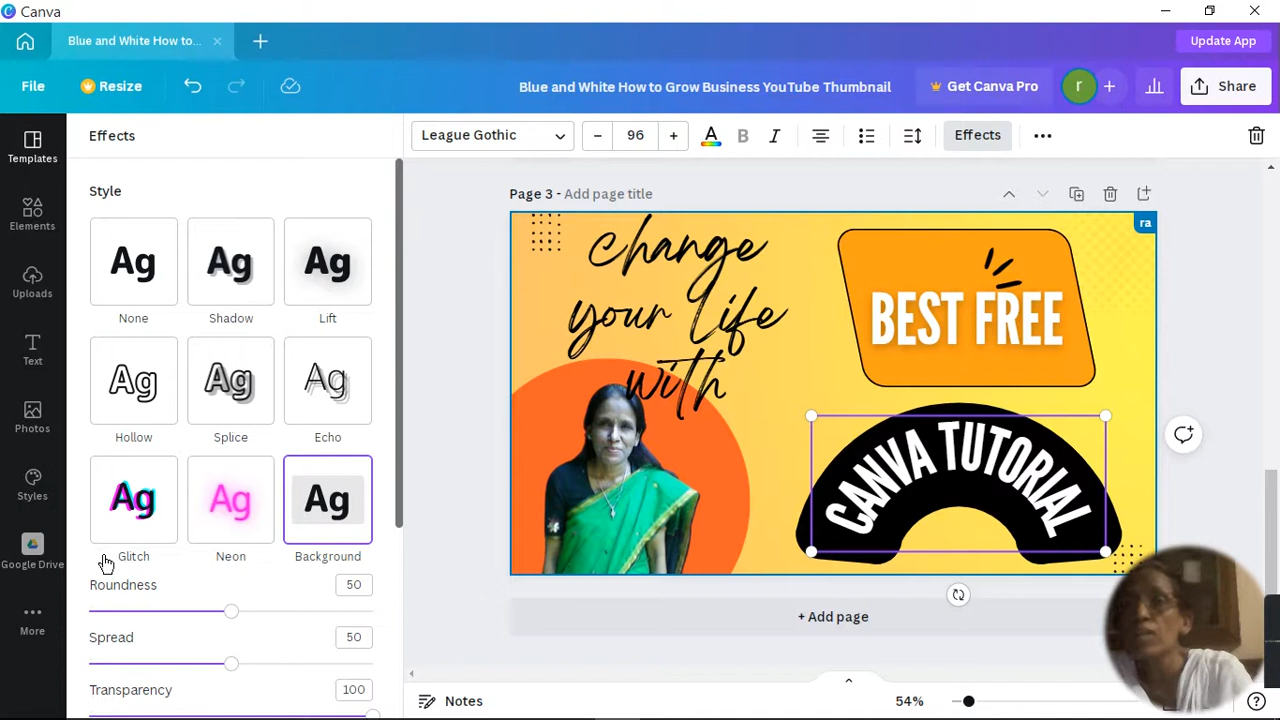 Canva
Blue and White How to...
Update App
File
Resize
Blue and White How to Grow Business YouTube Thumbnail
Get Canva Pro
r
Share
Templates
Elements
Uploads
Text
Photos
Styles
Google Drive
More
Effects
Style
Ag
Ag
Ag
None
Shadow
Lift
Ag
Ag
Ag
Hollow
Splice
Echo
Ag
Ag
Ag
Glitch
Neon
Background
Roundness
50
Spread
50
Transparency
100
League Gothic
96
A
B
I
Effects
Page 3 - Add page title
ra
Change
your life
with
BEST FREE
CANVA TUTORIAL
+ Add page
Notes
54%